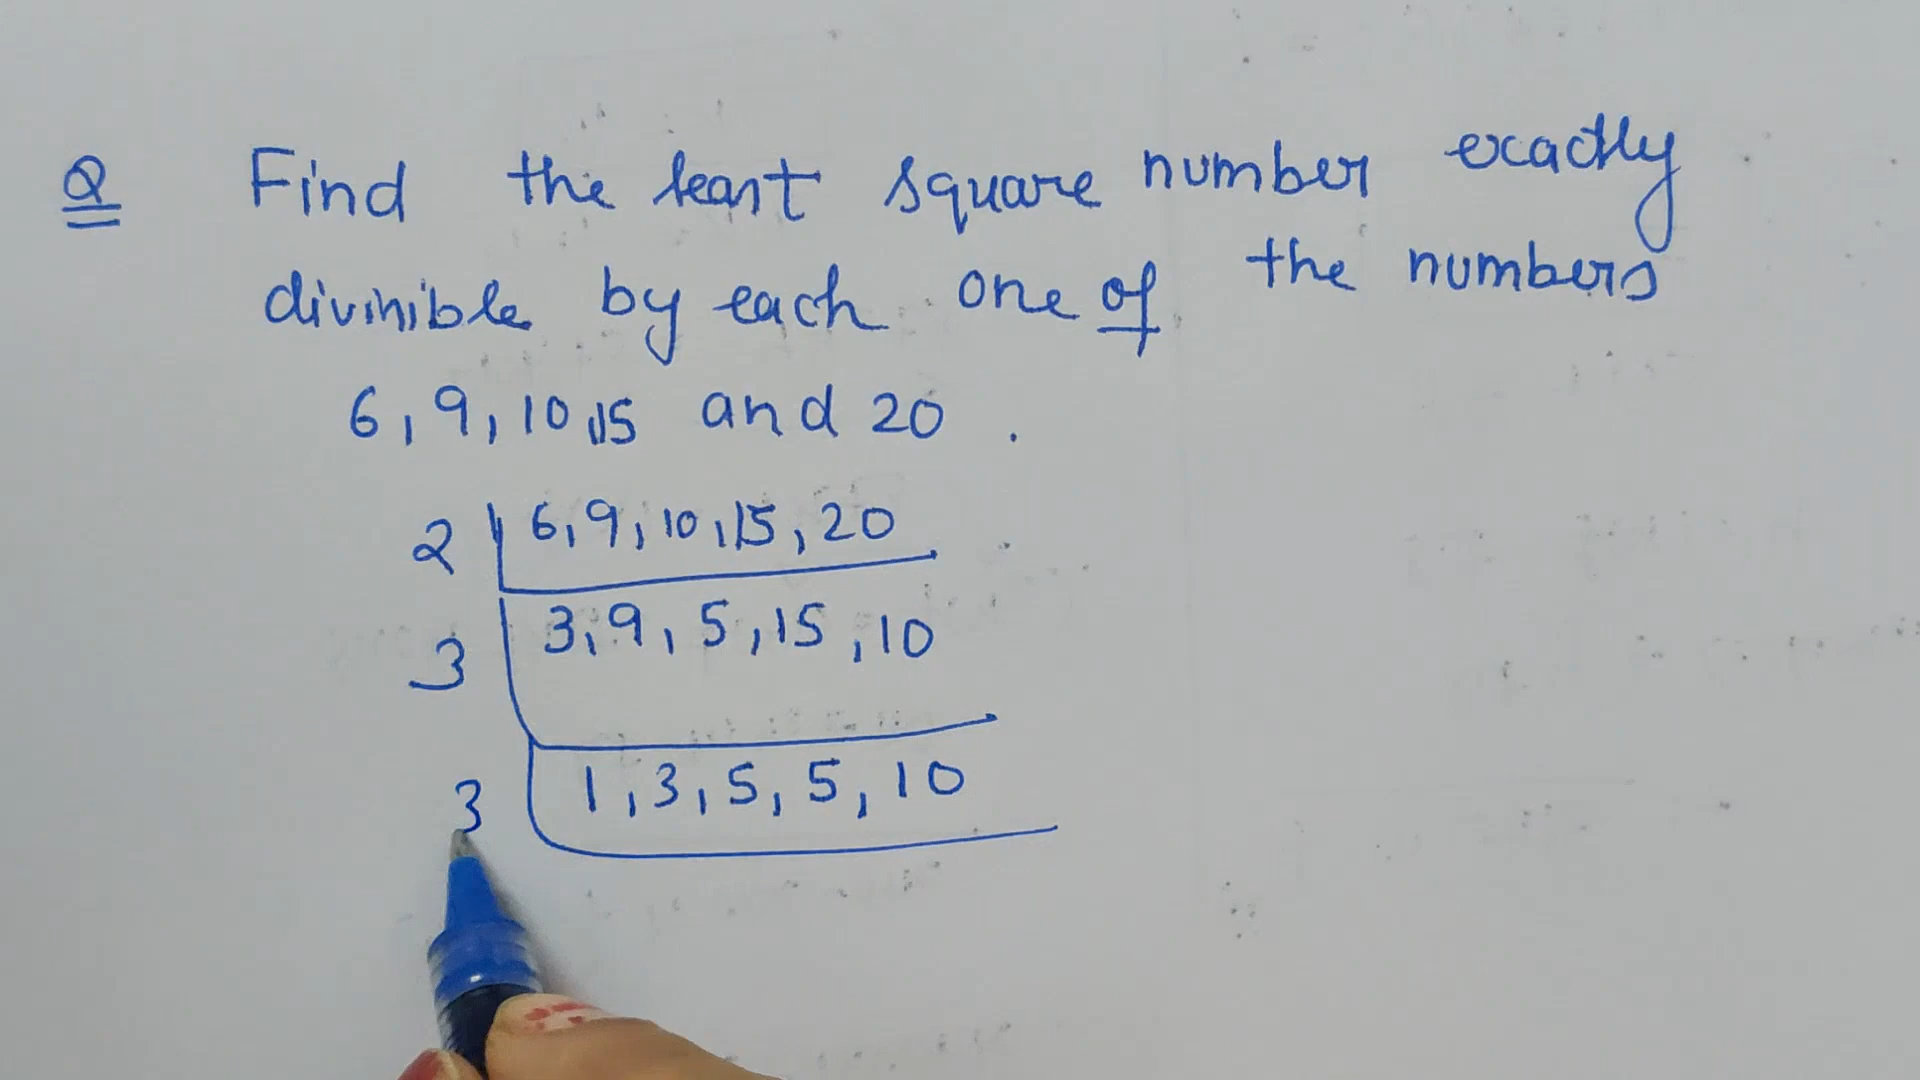 Q Find the least square number exactly
divisible by each one of the numbers
6, 9, 10, 15 and 20 .
2 6, 9, 10, 15, 20
3 3, 9, 5, 15, 10
3 1, 3, 5, 5, 10